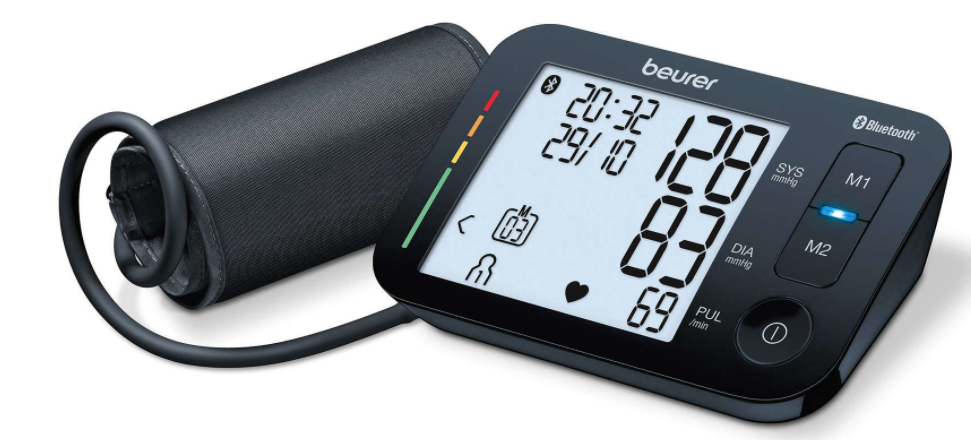 beurer
Bluetooth
20:32
29/10
128
SYS
mmHg
M1
M
03
83
DIA
mmHg
M2
69
PUL
/min